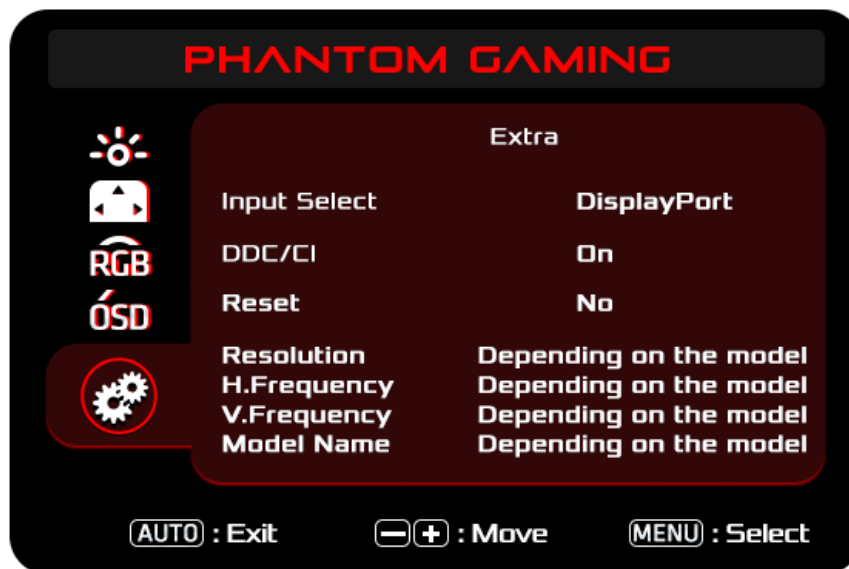 PHANTOM GAMING
Extra
Input Select DisplayPort
DDC/CI On
RGB
Reset No
OSD
Resolution Depending on the model
H.Frequency Depending on the model
V.Frequency Depending on the model
Model Name Depending on the model
AUTO : Exit - + : Move MENU : Select